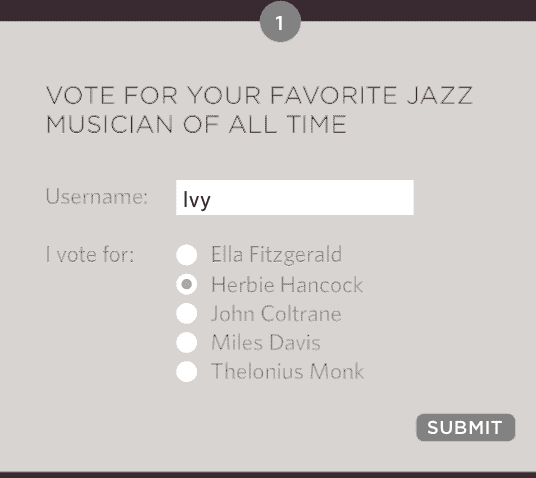 1
VOTE FOR YOUR FAVORITE JAZZ
MUSICIAN OF ALL TIME
Username: Ivy
I vote for: Ella Fitzgerald
Herbie Hancock
John Coltrane
Miles Davis
Thelonius Monk
SUBMIT